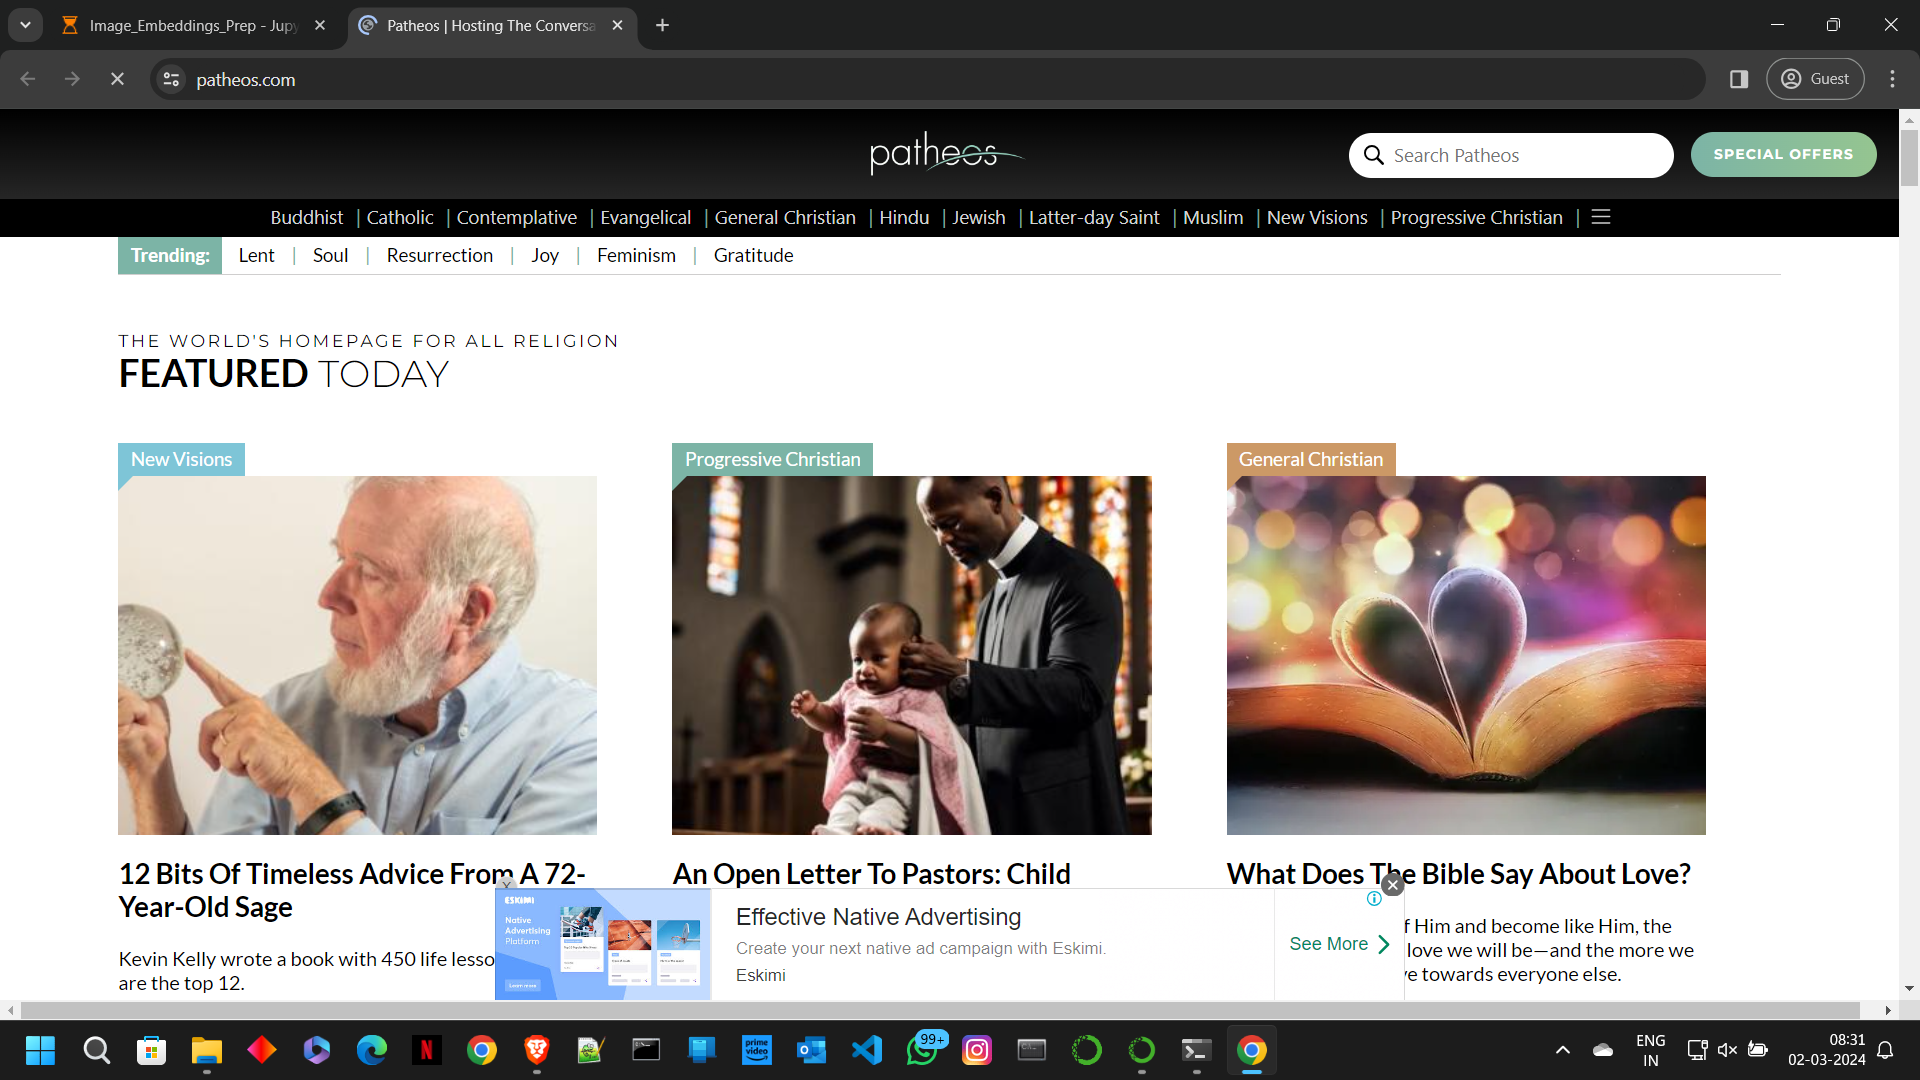 Image_Embeddings_Prep - Jupy
Patheos | Hosting The Conversa
patheos.com
Guest
patheos
Search Patheos
SPECIAL OFFERS
Buddhist | Catholic | Contemplative | Evangelical | General Christian | Hindu | Jewish | Latter-day Saint | Muslim | New Visions | Progressive Christian |
Trending: Lent | Soul | Resurrection | Joy | Feminism | Gratitude
THE WORLD'S HOMEPAGE FOR ALL RELIGION
FEATURED TODAY
New Visions
12 Bits Of Timeless Advice From A 72-
Year-Old Sage
Kevin Kelly wrote a book with 450 life lesso
are the top 12.
Progressive Christian
An Open Letter To Pastors: Child
General Christian
What Does The Bible Say About Love?
f Him and become like Him, the
love we will be—and the more we
e towards everyone else.
ESKIMI
Native
Advertising
Platform
Learn more
Effective Native Advertising
Create your next native ad campaign with Eskimi.
Eskimi
See More
prime
video
99+
ENG
IN
08:31
02-03-2024